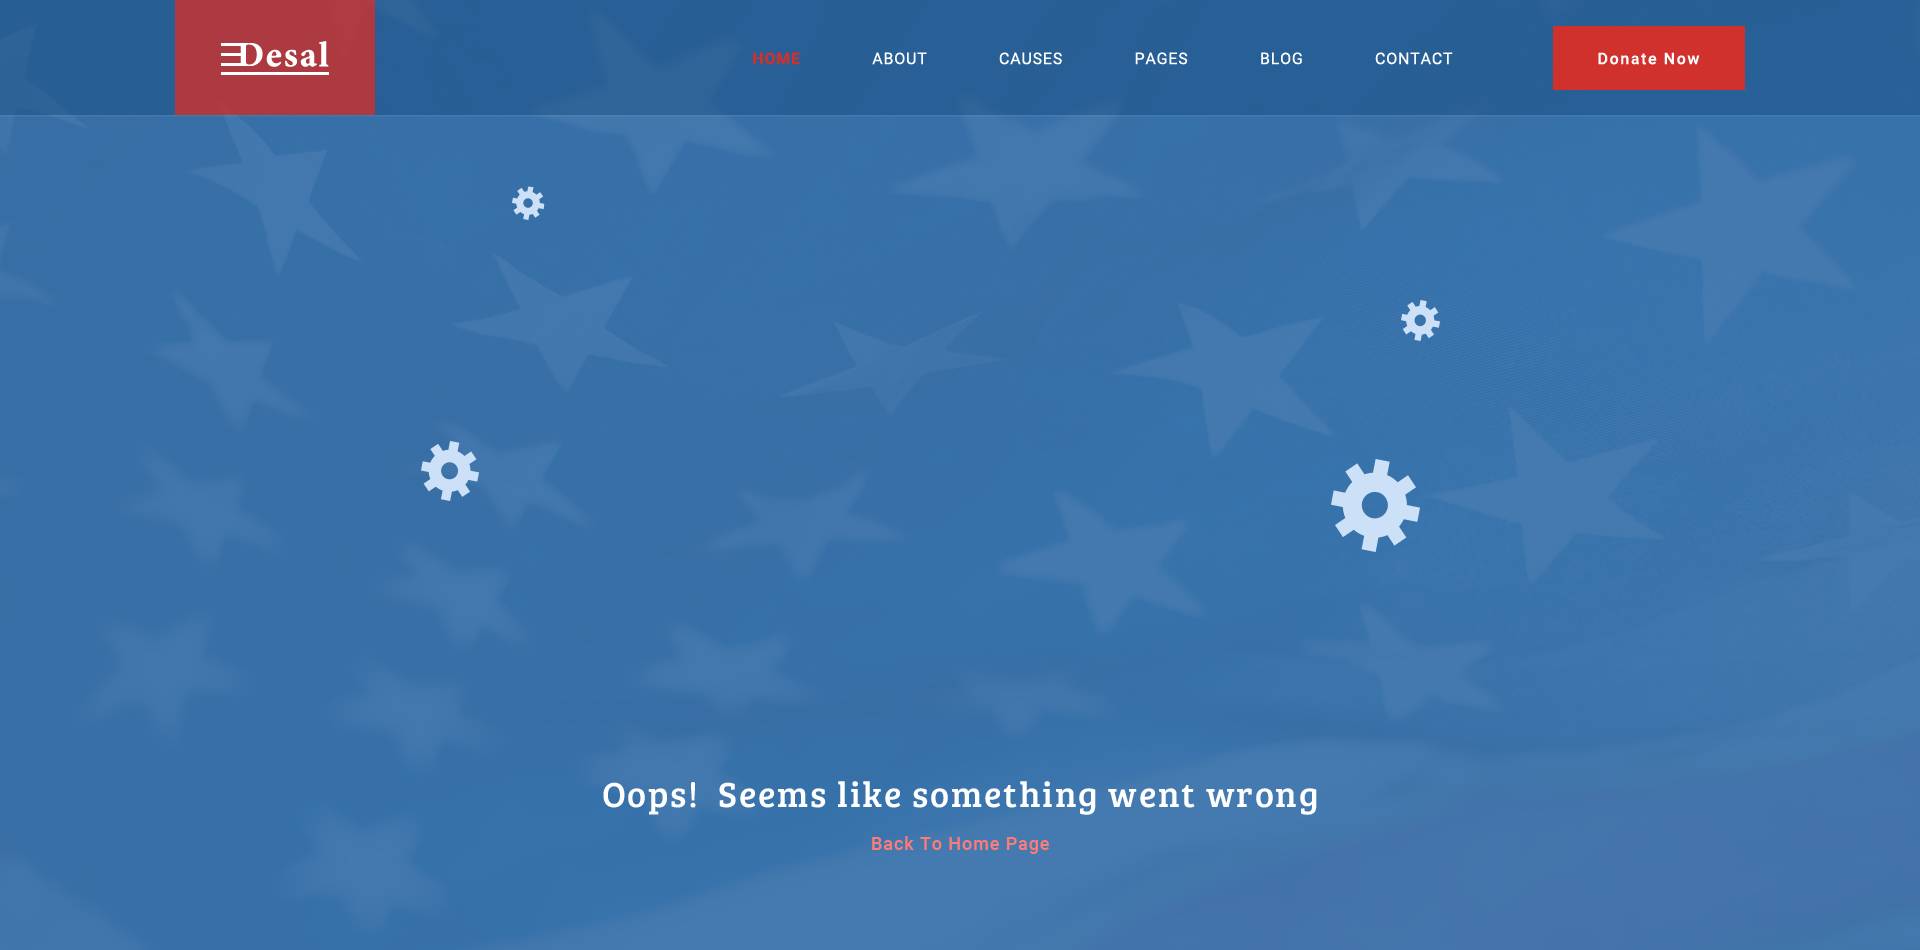 Desal
HOME ABOUT CAUSES PAGES BLOG CONTACT Donate Now
Oops! Seems like something went wrong
Back To Home Page